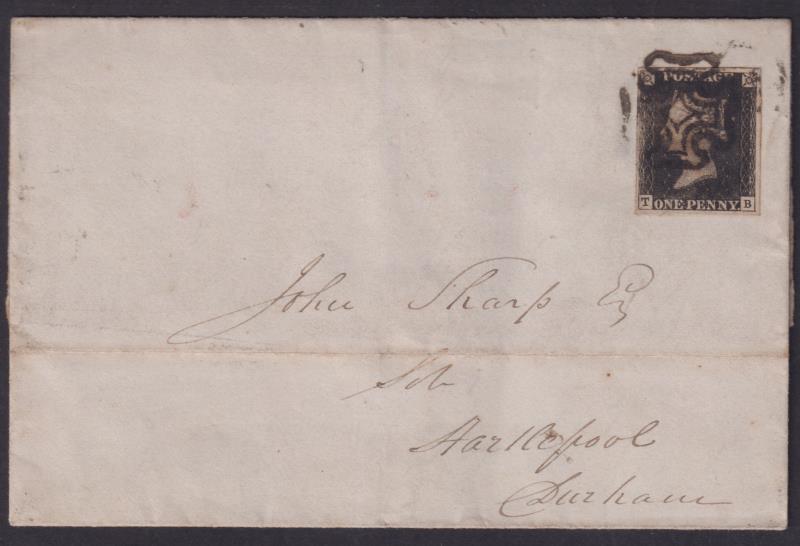 POSTAGE
T ONE PENNY. B
John Sharp Esq
Sol
Hartlepool
Durham